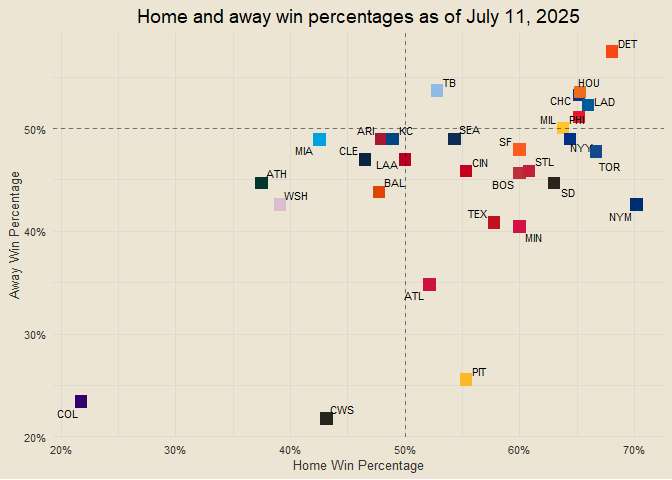 Home and away win percentages as of July 11, 2025
DET
TB
HOU
CHC
LAD
MIL
PHI
50%
ARI
KC
SEA
SF
NYY
MIA
CLE
LAA
CIN
STL
TOR
ATH
BAL
BOS
SD
WSH
TEX
NYM
40%
MIN
Away Win Percentage
ATL
30%
PIT
COL
CWS
20%
20%
30%
40%
50%
60%
70%
Home Win Percentage